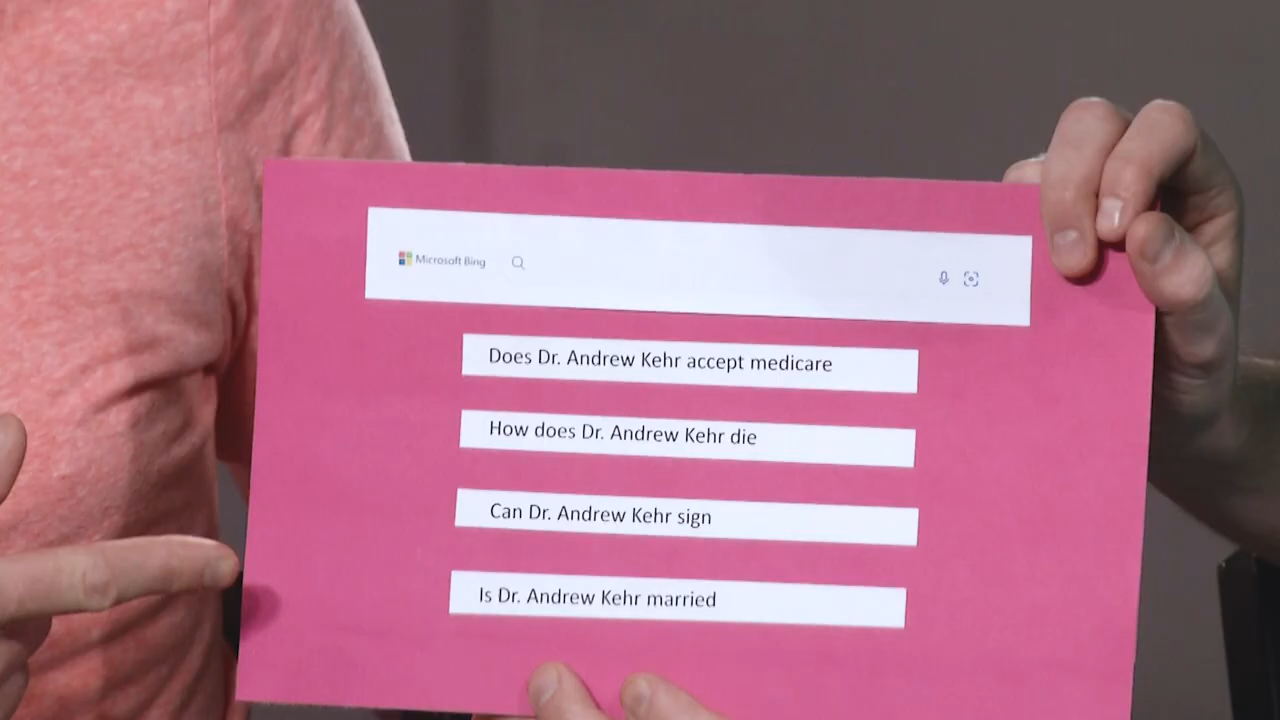 Microsoft Bing
Does Dr. Andrew Kehr accept medicare
How does Dr. Andrew Kehr die
Can Dr. Andrew Kehr sign
Is Dr. Andrew Kehr married